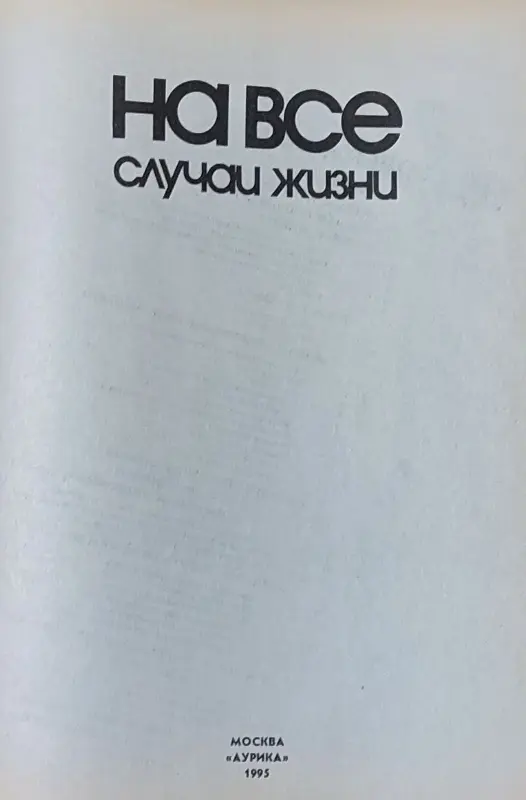 на все
случаи жизни
МОСКВА
«АУРИКА»
1995